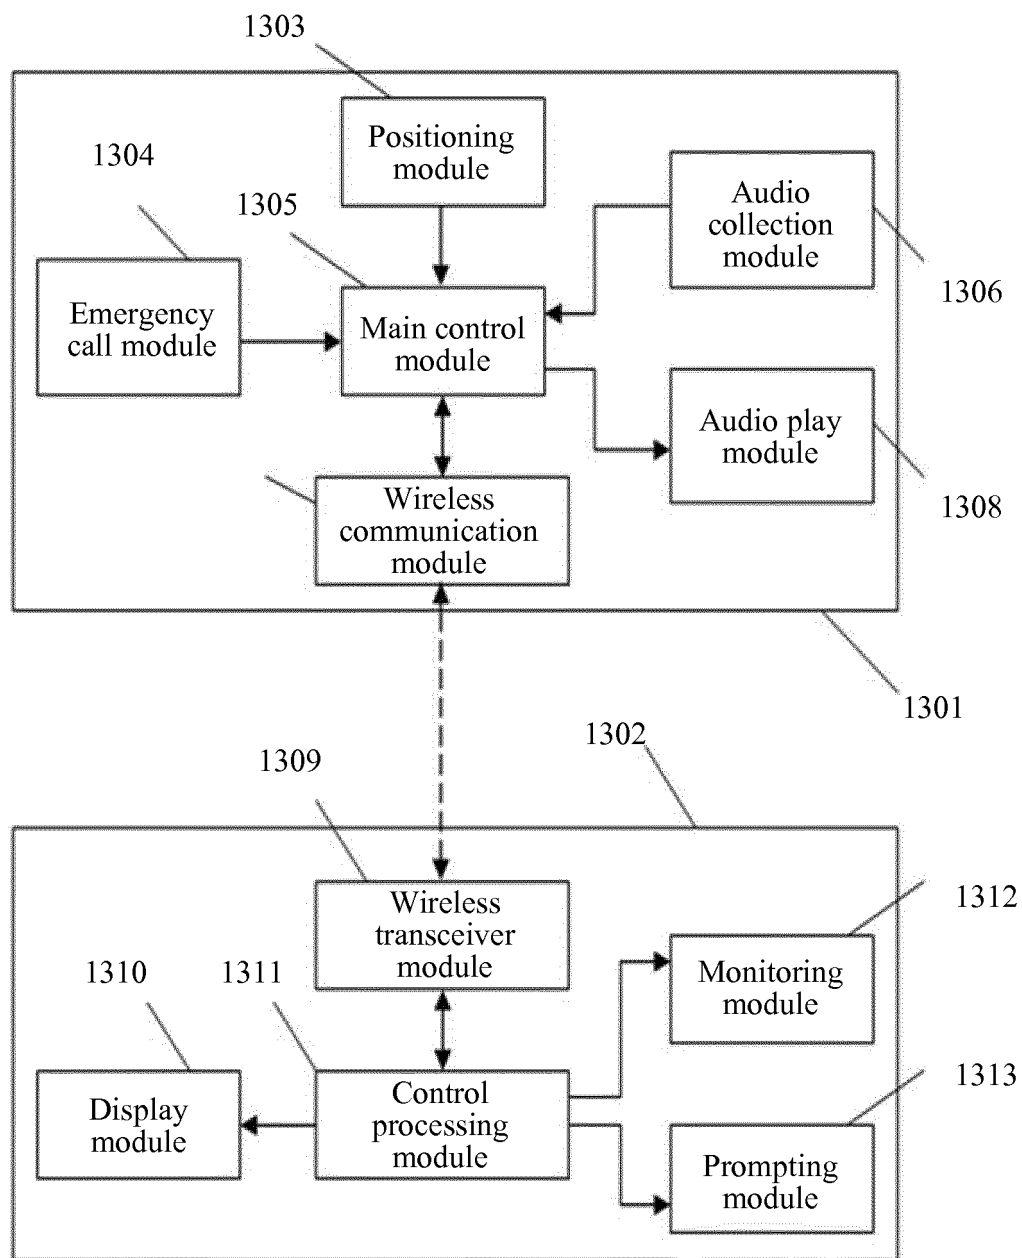 1303
Positioning
module
1304
1305
Audio
collection
module
1306
Emergency
call module
Main control
module
Audio play
module
1308
Wireless
communication
module
1301
1302
1309
Wireless
transceiver
module
1312
Monitoring
module
1310
1311
1313
Display
module
Control
processing
module
Prompting
module